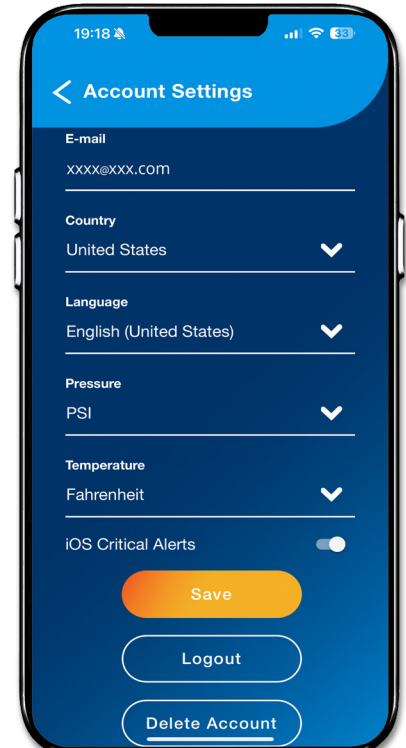 19:18 33
Account Settings
E-mail
xxxx@xxx.com
Country
United States
Language
English (United States)
Pressure
PSI
Temperature
Fahrenheit
iOS Critical Alerts
Save
Logout
Delete Account